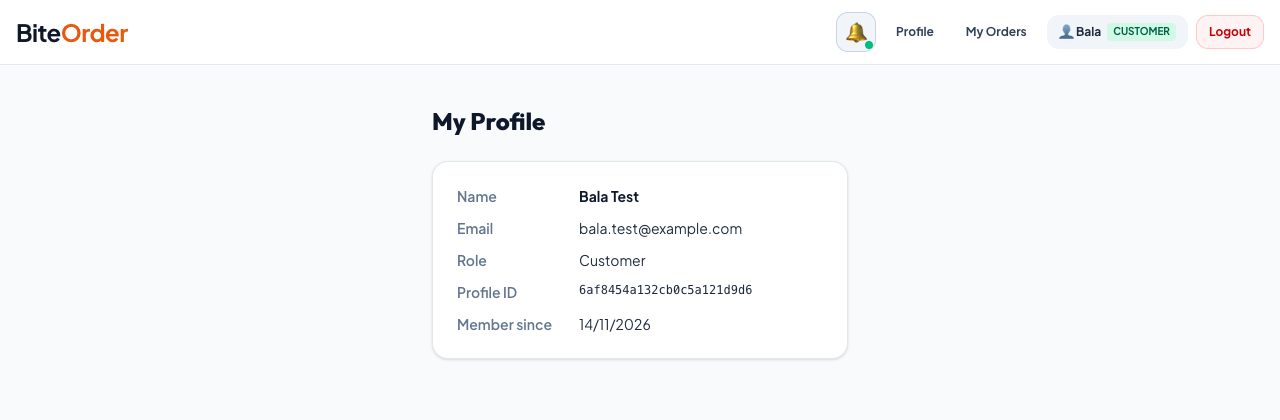 BiteOrder
Profile
My Orders
Bala CUSTOMER
Logout
My Profile
Name Bala Test
Email bala.test@example.com
Role Customer
Profile ID 6af8454a132cb0c5a121d9d6
Member since 14/11/2026